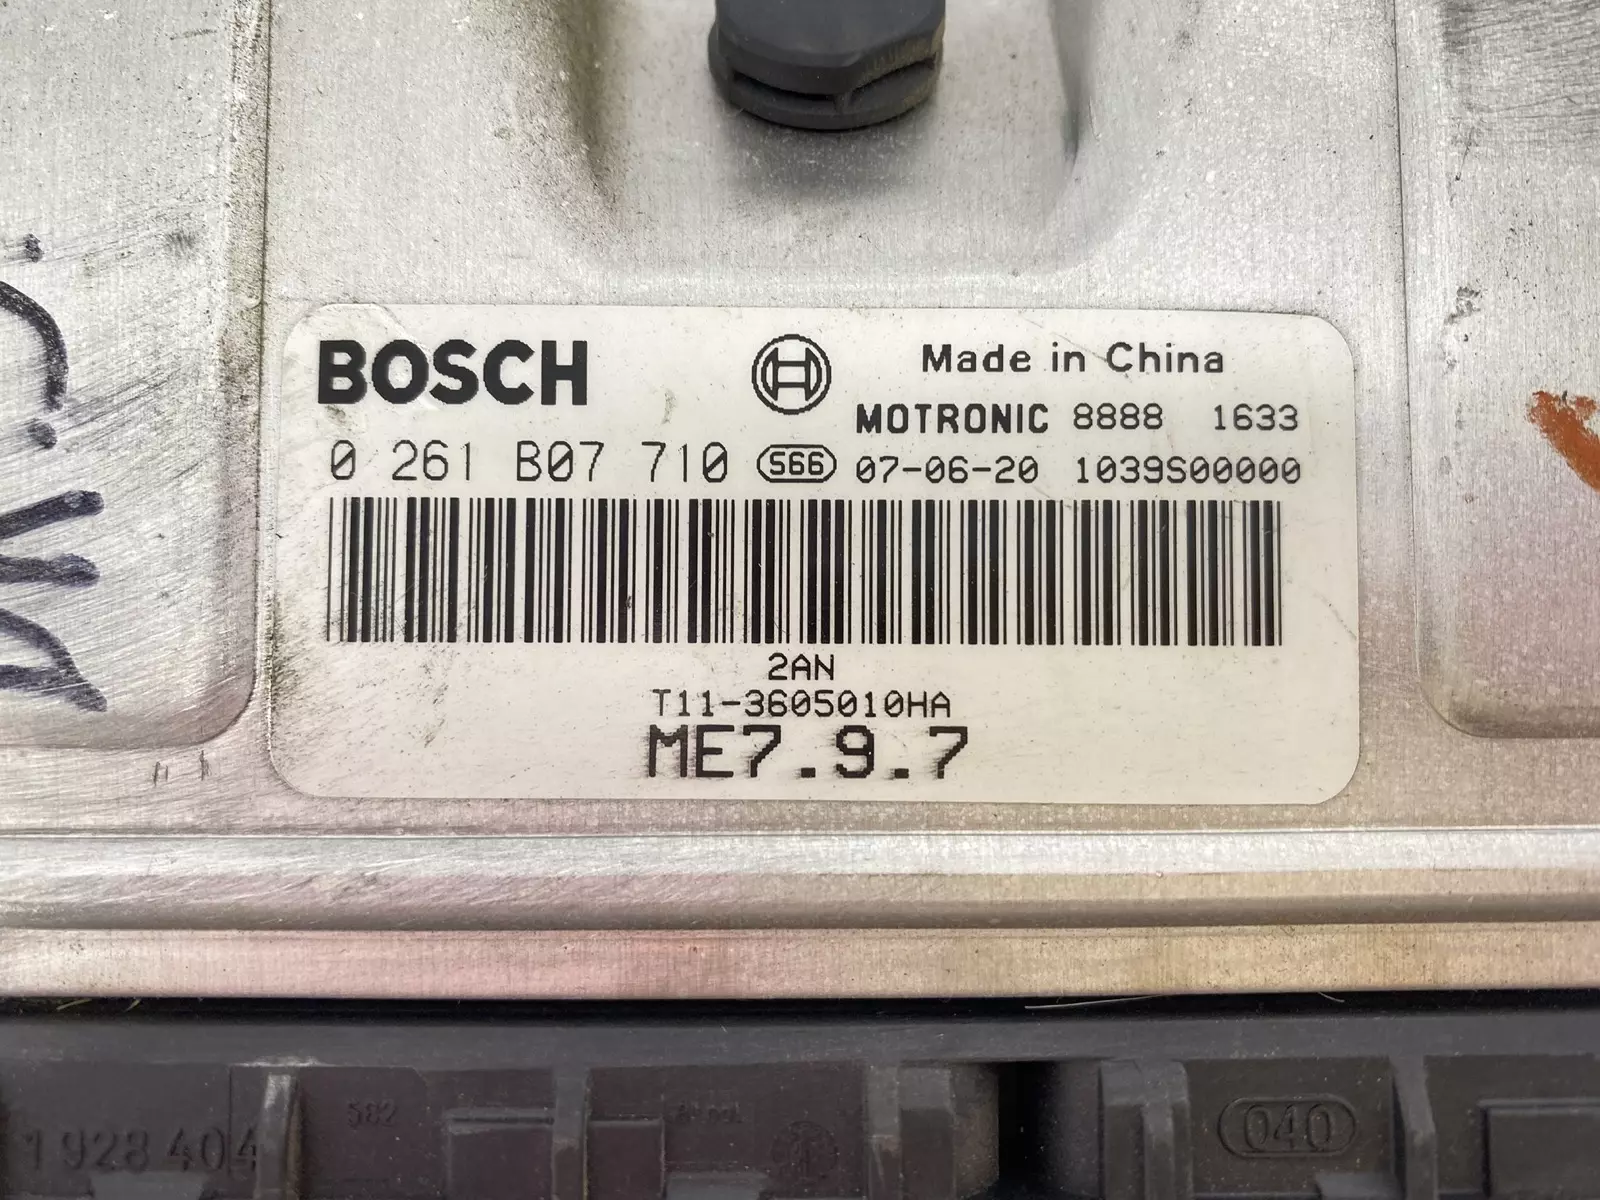 BOSCH
Made in China
MOTRONIC 8888 1633
0 261 B07 710 S66 07-06-20 1039S00000
2AN
T11-3605010HA
ME7.9.7
582
1 928 404
040